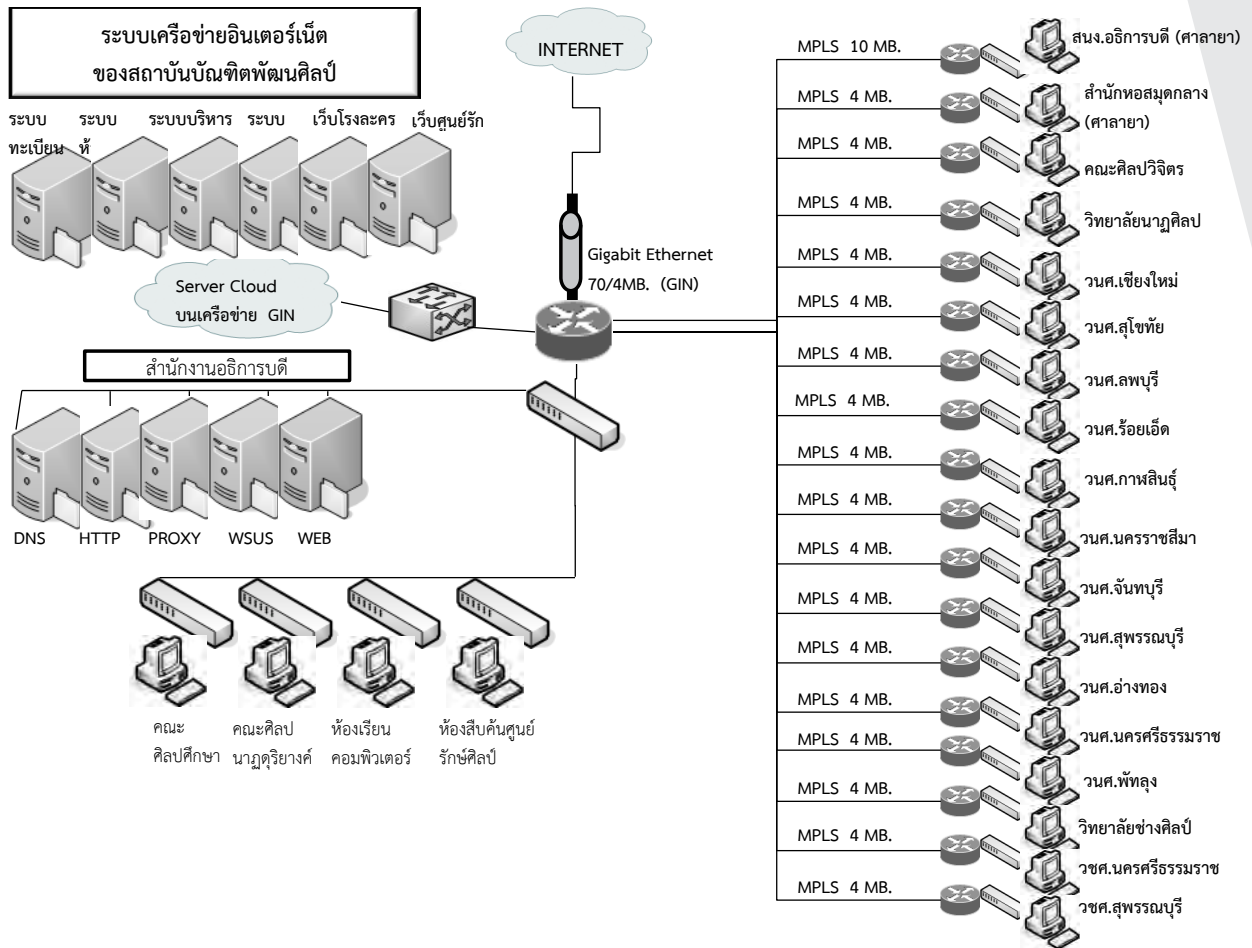 ระบบเครือข่ายอินเตอร์เน็ต
ของสถาบันบัณฑิตพัฒนศิลป์
ระบบ ระบบ ระบบบริหาร ระบบ เว็บโรงละคร เว็บศูนย์รัก
ทะเบียน ห้
INTERNET
Gigabit Ethernet
70/4MB. (GIN)
Server Cloud
บนเครือข่าย GIN
สำนักงานอธิการบดี
DNS HTTP PROXY WSUS WEB
คณะ
ศิลปศึกษา
คณะศิลป
นาฏดุริยางค์
ห้องเรียน
คอมพิวเตอร์
ห้องสืบค้นศูนย์
รักษ์ศิลป์
MPLS 10 MB.
สนง.อธิการบดี (ศาลายา)
MPLS 4 MB.
สำนักหอสมุดกลาง
(ศาลายา)
MPLS 4 MB.
คณะศิลปวิจิตร
MPLS 4 MB.
วิทยาลัยนาฏศิลป
MPLS 4 MB.
วนศ.เชียงใหม่
MPLS 4 MB.
วนศ.สุโขทัย
MPLS 4 MB.
วนศ.ลพบุรี
MPLS 4 MB.
วนศ.ร้อยเอ็ด
MPLS 4 MB.
วนศ.กาฬสินธุ์
MPLS 4 MB.
วนศ.นครราชสีมา
MPLS 4 MB.
วนศ.จันทบุรี
MPLS 4 MB.
วนศ.สุพรรณบุรี
MPLS 4 MB.
วนศ.อ่างทอง
MPLS 4 MB.
วนศ.นครศรีธรรมราช
MPLS 4 MB.
วนศ.พัทลุง
MPLS 4 MB.
วิทยาลัยช่างศิลป์
MPLS 4 MB.
วชศ.นครศรีธรรมราช
MPLS 4 MB.
วชศ.สุพรรณบุรี